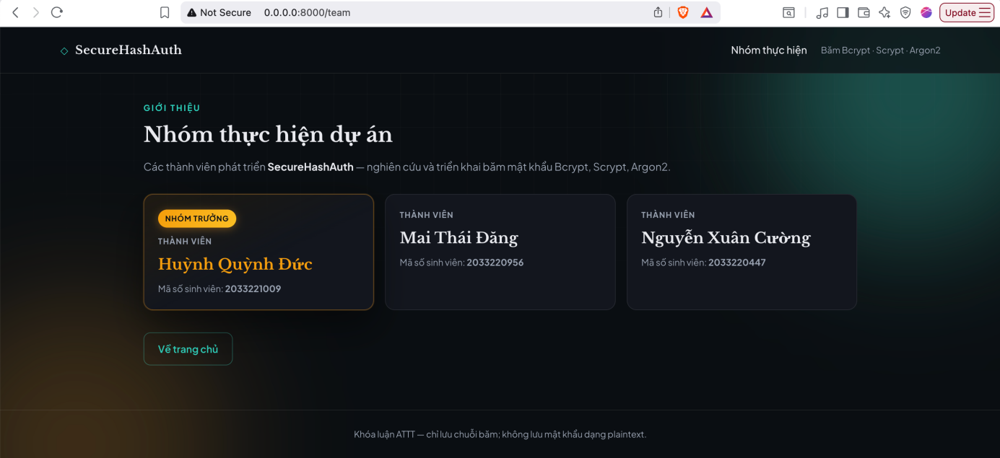 Not Secure 0.0.0.0:8000/team
Update
SecureHashAuth
Nhóm thực hiện Băm Bcrypt · Scrypt · Argon2
GIỚI THIỆU
Nhóm thực hiện dự án
Các thành viên phát triển SecureHashAuth — nghiên cứu và triển khai băm mật khẩu Bcrypt, Scrypt, Argon2.
NHÓM TRƯỞNG
THÀNH VIÊN
Huỳnh Quỳnh Đức
Mã số sinh viên: 2033221009
THÀNH VIÊN
Mai Thái Đăng
Mã số sinh viên: 2033220956
THÀNH VIÊN
Nguyễn Xuân Cường
Mã số sinh viên: 2033220447
Về trang chủ
Khóa luận ATTT — chỉ lưu chuỗi băm; không lưu mật khẩu dạng plaintext.